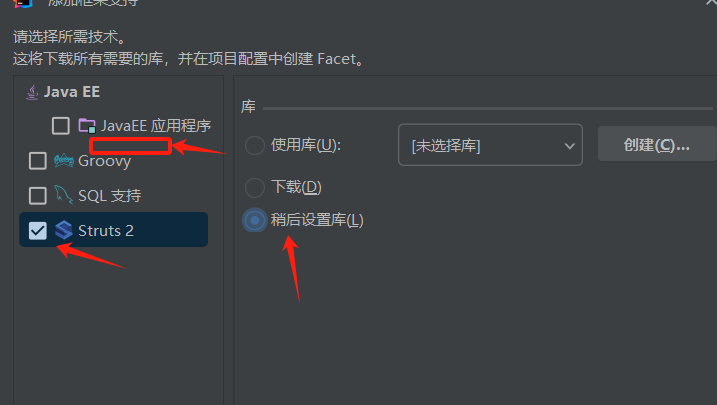 添加框架支持
请选择所需技术。
这将下载所有需要的库，并在项目配置中创建 Facet。
Java EE
JavaEE 应用程序
Groovy
SQL 支持
Struts 2
库
使用库(U):
[未选择库]
创建(C)...
下载(D)
稍后设置库(L)